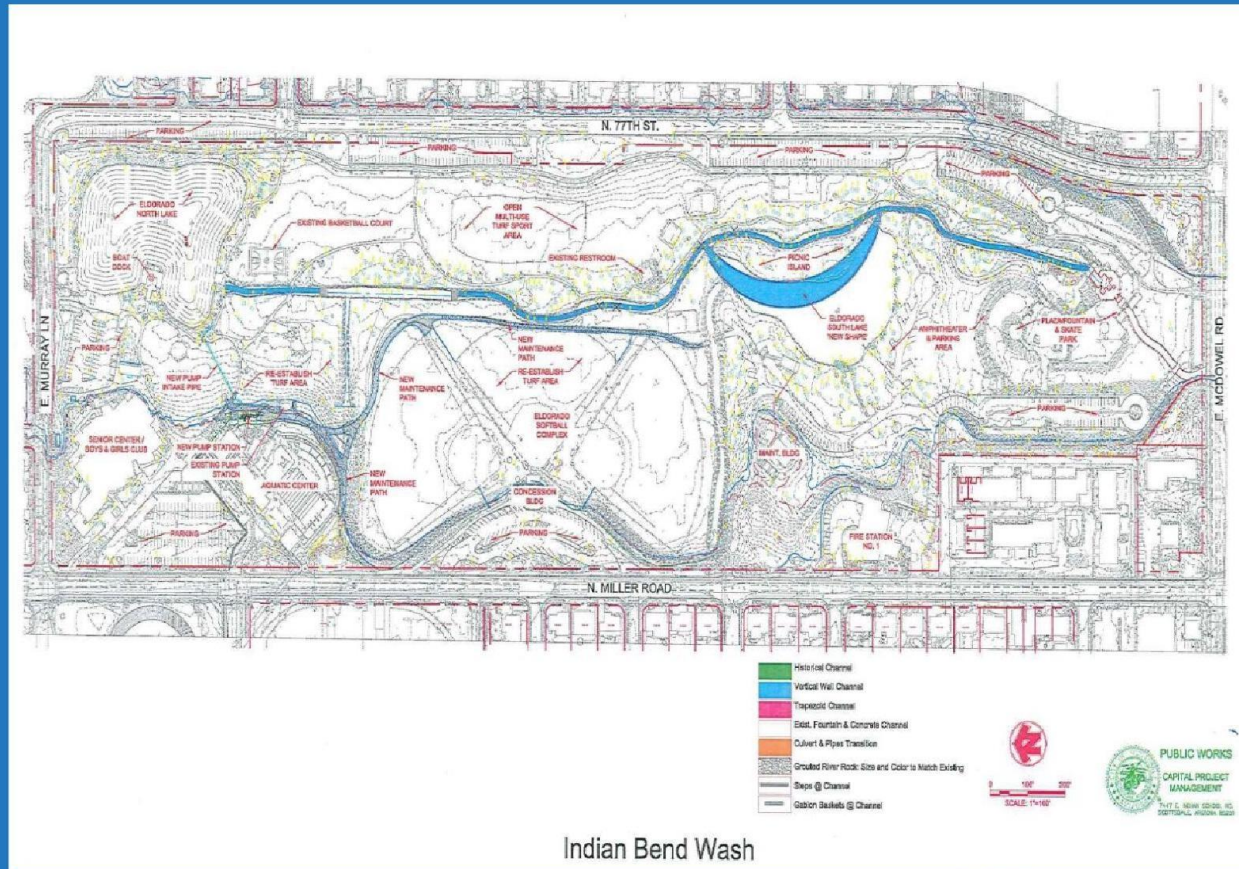 N. 77TH ST.
PARKING
PARKING
PARKING
PARKING
ELDORADO
NORTH LAKE
BOAT
DOCK
EXISTING BASKETBALL COURT
OPEN
MULTI-USE
TURF SPORT
AREA
EXISTING RESTROOM
PICNIC
ISLAND
ELDORADO
SOUTH LAKE
NEW SHAPE
AMPHITHEATER
& PARKING
AREA
PLAZA/FOUNTAIN
& SKATE
PARK
E. MURRAY LN
E. MCDOWEL RD
PARKING
NEW PUMP
INTAKE PIPE
RE-ESTABLISH
TURF AREA
NEW
MAINTENANCE
PATH
NEW
MAINTENANCE
PATH
RE-ESTABLISH
TURF AREA
ELDORADO
SOFTBALL
COMPLEX
PARKING
SENIOR CENTER/
BOYS & GIRLS CLUB
NEW PUMP STATION
EXISTING PUMP
STATION
AQUATIC CENTER
NEW
MAINTENANCE
PATH
MAINT. BLDG
CONCESSION
BLDG
PARKING
PARKING
FIRE STATION
NO. 1
N. MILLER ROAD
Historical Channel
Vertical Wall Channel
Trapezoid Channel
Exist. Fountain & Concrete Channel
Culvert & Pipes Transition
Grouted River Rock: Size and Color to Match Existing
Steps @ Channel
Gabion Baskets @ Channel
0
SCALE: 1"=160'
PUBLIC WORKS
CAPITAL PROJECT
MANAGEMENT
Indian Bend Wash